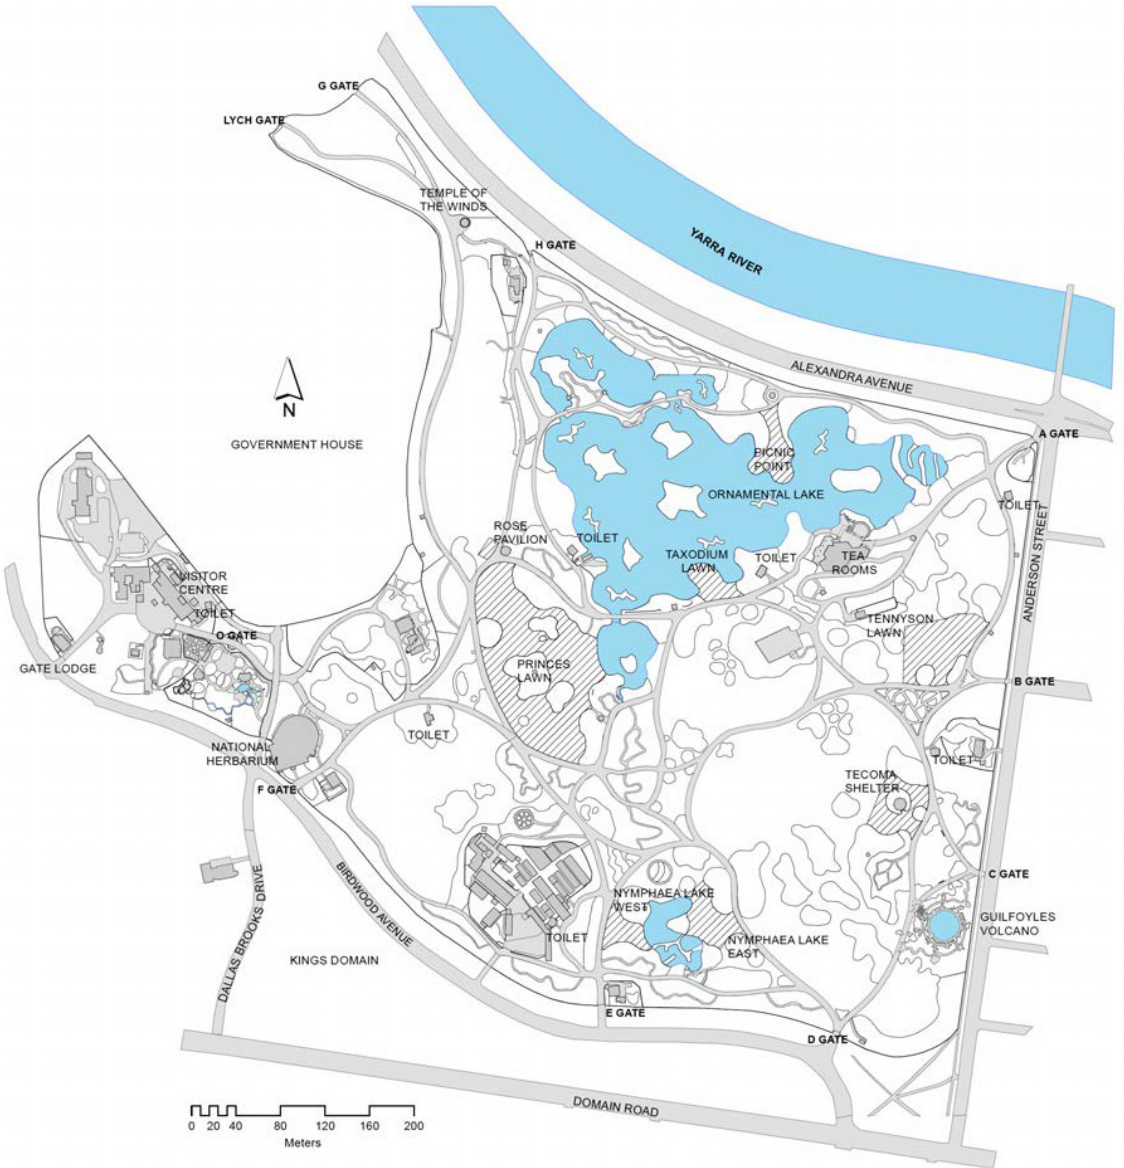 G GATE
LYCH GATE
TEMPLE OF
THE WINDS
H GATE
YARRA RIVER
ALEXANDRA AVENUE
A GATE
N
GOVERNMENT HOUSE
PICNIC
POINT
ORNAMENTAL LAKE
TOILET
ROSE
PAVILION
TOILET
TAXODIUM
LAWN
TOILET
TEA
ROOMS
ANDERSON STREET
VISITOR
CENTRE
TOILET
O GATE
TENNYSON
LAWN
GATE LODGE
PRINCES
LAWN
B GATE
TOILET
NATIONAL
HERBARIUM
TOILET
TECOMA
SHELTER
F GATE
C GATE
BIRDWOOD AVENUE
DALLAS BROOKS DRIVE
NYMPHAEA LAKE
WEST
GUILFOYLES
VOLCANO
TOILET
NYMPHAEA LAKE
EAST
KINGS DOMAIN
E GATE
D GATE
DOMAIN ROAD
0 20 40 80 120 160 200
Meters